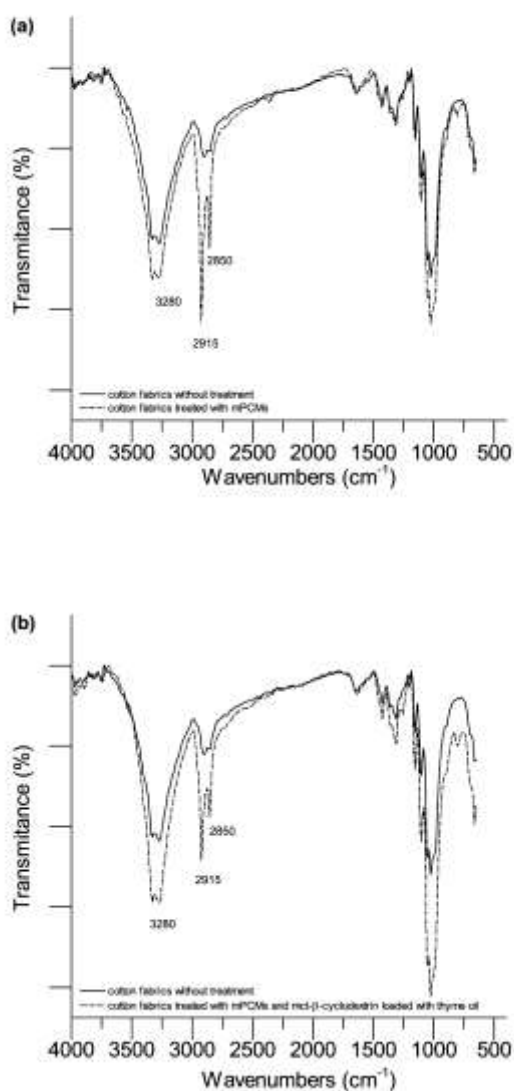 (a)
Transmitance (%)
3280
2850
2915
cotton fabrics without treatment
cotton fabrics treated with mPCMs
4000 3500 3000 2500 2000 1500 1000 500
Wavenumbers (cm-1)
(b)
Transmitance (%)
2850
2915
3280
cotton fabrics without treatment
cotton fabrics treated with mPCMs and mct-β-cycludextrin loaded with thyme oil
4000 3500 3000 2500 2000 1500 1000 500
Wavenumbers (cm-1)